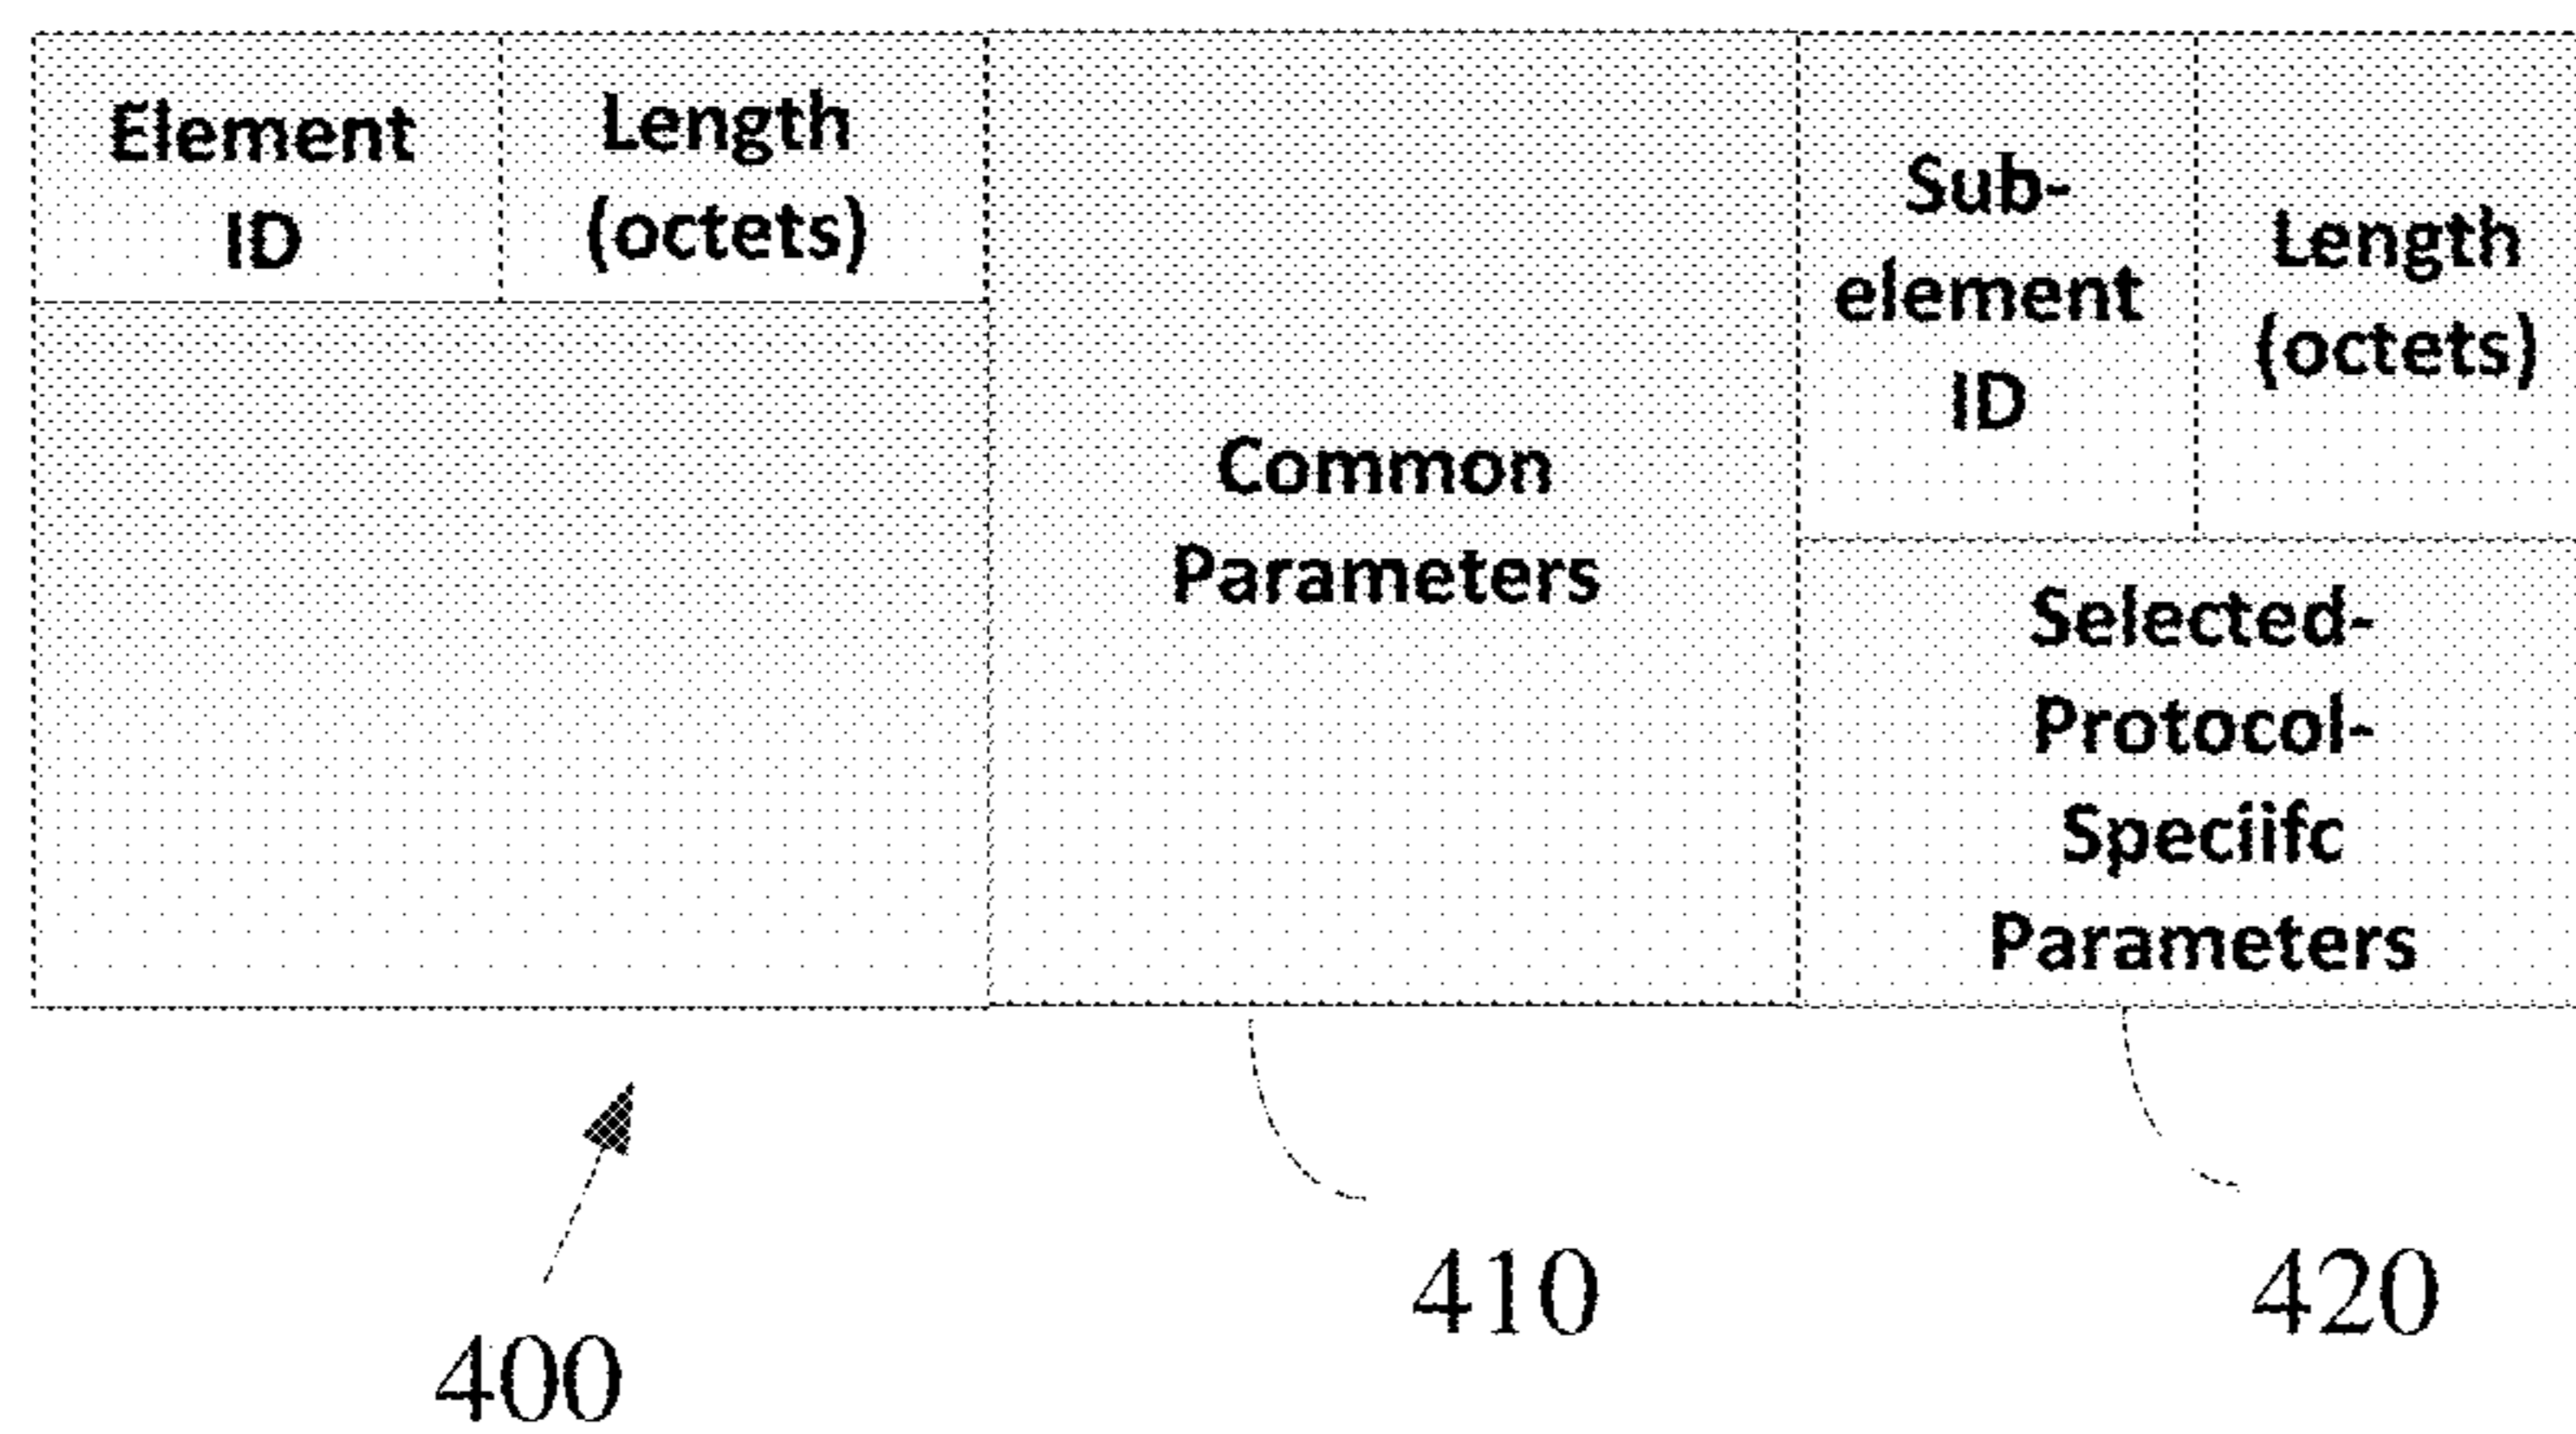 Element
ID
Length
(octets)
Common
Parameters
Sub-
element
ID
Length
(octets)
Selected-
Protocol-
Speciifc
Parameters
400
410
420